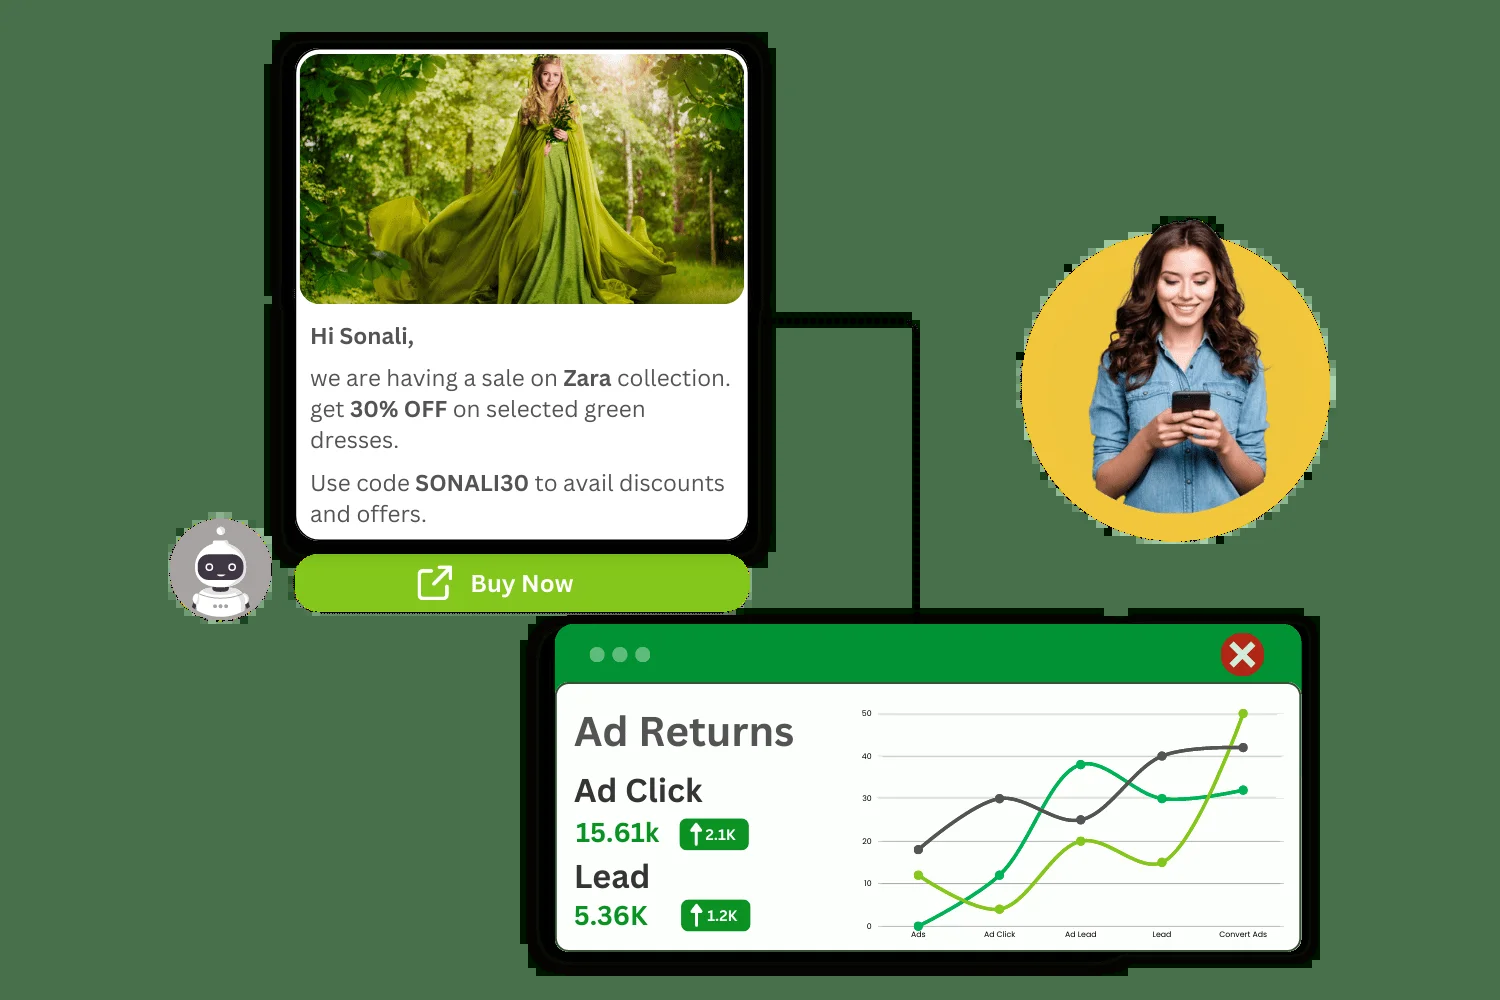 Hi Sonali,
we are having a sale on Zara collection.
get 30% OFF on selected green
dresses.
Use code SONALI30 to avail discounts
and offers.
Buy Now
Ad Returns
Ad Click
15.61k 2.1K
Lead
5.36K 1.2K
50
40
30
20
10
0
Ads Ad Click Ad Lead Lead Convert Ads